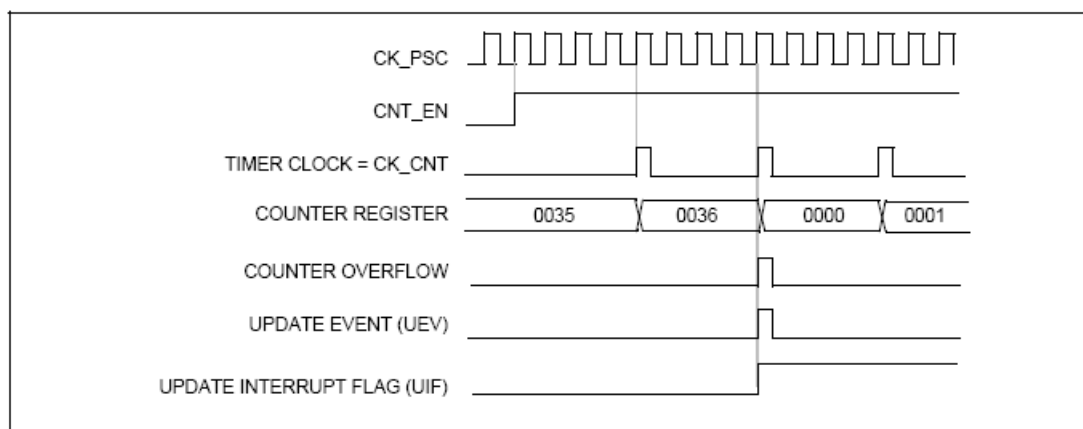 CK_PSC
CNT_EN
TIMER CLOCK = CK_CNT
COUNTER REGISTER 0035 0036 0000 0001
COUNTER OVERFLOW
UPDATE EVENT (UEV)
UPDATE INTERRUPT FLAG (UIF)